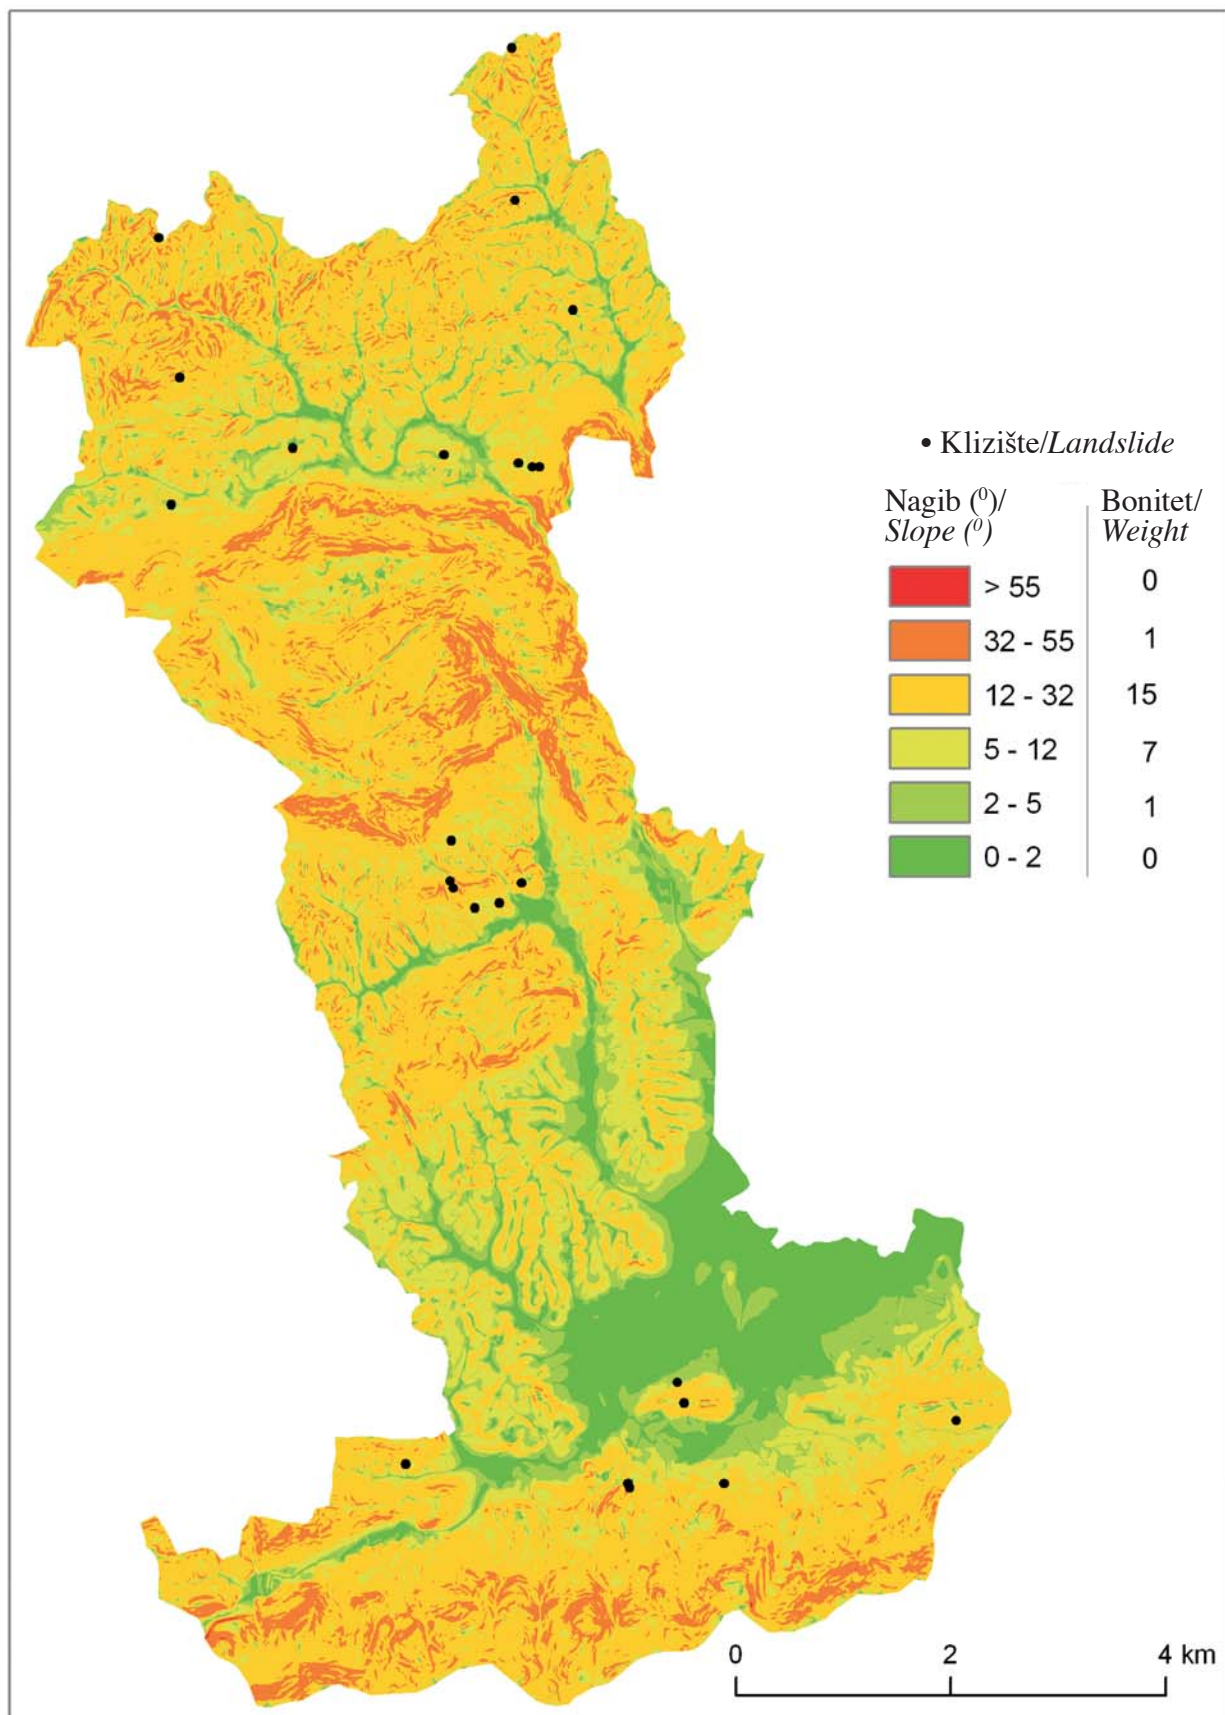 • Klizište/Landslide
Nagib (⁰)/ Bonitet/
Slope (⁰) Weight
> 55 0
32 - 55 1
12 - 32 15
5 - 12 7
2 - 5 1
0 - 2 0
0 2 4 km